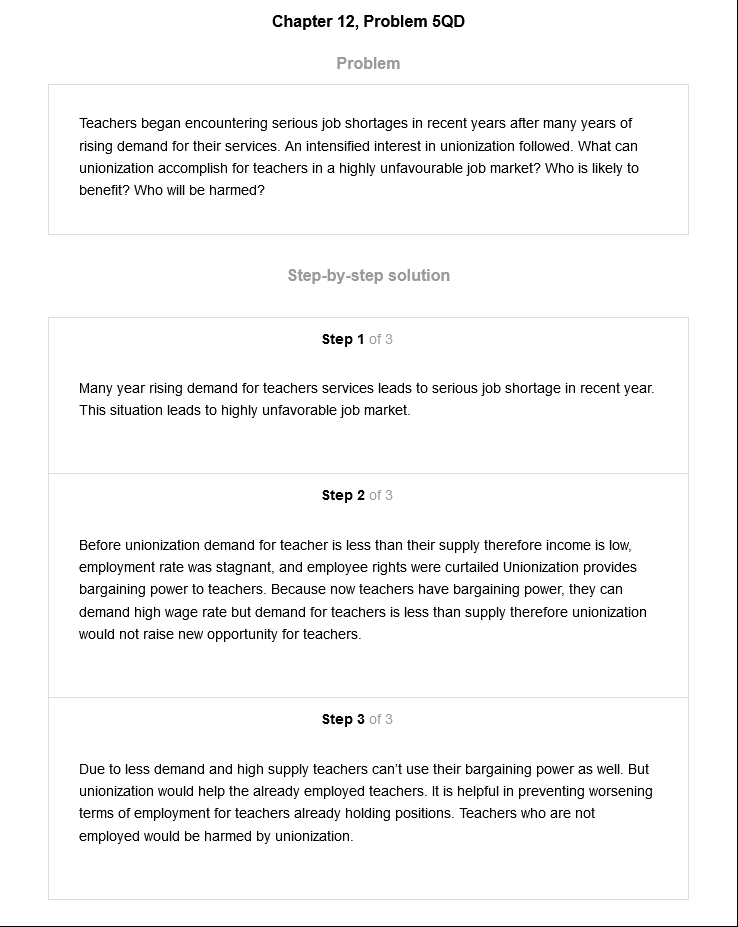 Chapter 12, Problem 5QD
Problem
Teachers began encountering serious job shortages in recent years after many years of
rising demand for their services. An intensified interest in unionization followed. What can
unionization accomplish for teachers in a highly unfavourable job market? Who is likely to
benefit? Who will be harmed?
Step-by-step solution
Step 1 of 3
Many year rising demand for teachers services leads to serious job shortage in recent year.
This situation leads to highly unfavorable job market.
Step 2 of 3
Before unionization demand for teacher is less than their supply therefore income is low,
employment rate was stagnant, and employee rights were curtailed Unionization provides
bargaining power to teachers. Because now teachers have bargaining power, they can
demand high wage rate but demand for teachers is less than supply therefore unionization
would not raise new opportunity for teachers.
Step 3 of 3
Due to less demand and high supply teachers can’t use their bargaining power as well. But
unionization would help the already employed teachers. It is helpful in preventing worsening
terms of employment for teachers already holding positions. Teachers who are not
employed would be harmed by unionization.